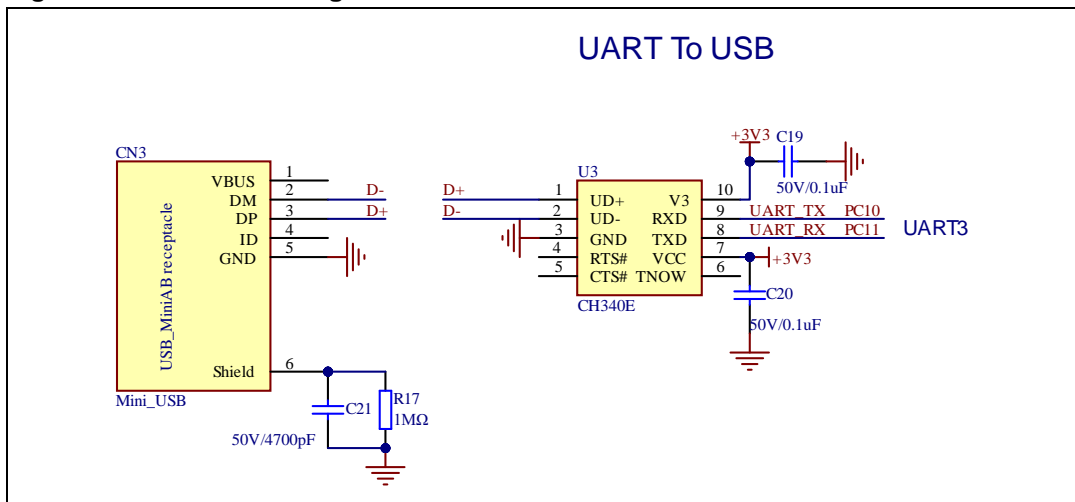 UART To USB
CN3
VBUS 1
DM 2 D-
DP 3 D+
ID 4
GND 5
USB_MiniAB receptacle
Shield 6
Mini_USB
C21
50V/4700pF
R17
1MΩ
U3
D+ 1 UD+ V3 10
D- 2 UD- RXD 9 UART_TX PC10
3 GND TXD 8 UART_RX PC11
4 RTS# VCC 7 +3V3
5 CTS# TNOW 6
CH340E
UART3
+3V3
C19
50V/0.1uF
C20
50V/0.1uF